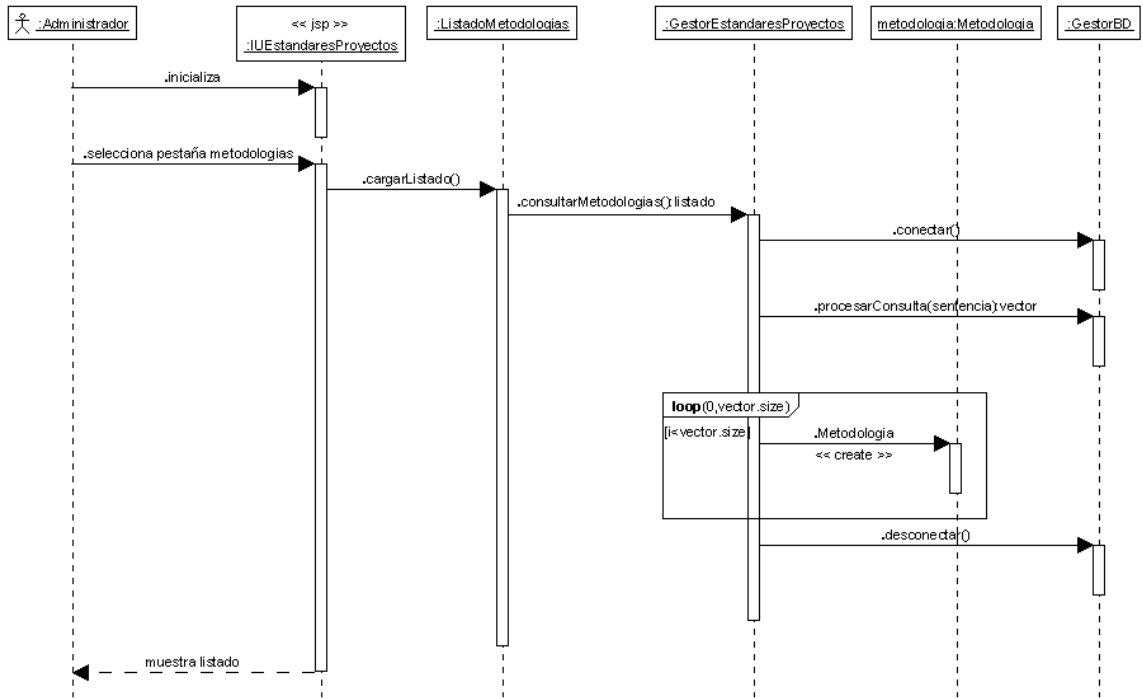 :Administrador
<< jsp >>
:IUEstandaresProyectos
:ListadoMetodologias
:GestorEstandaresProyectos
metodologia:Metodologia
:GestorBD
.inicializa
.selecciona pestaña metodologias
.cargarListado()
.consultarMetodologias():listado
.conectar()
.procesarConsulta(sentencia):vector
loop(0,vector.size)
[i<vector.size]
.Metodologia
<< create >>
.desconectar()
muestra listado